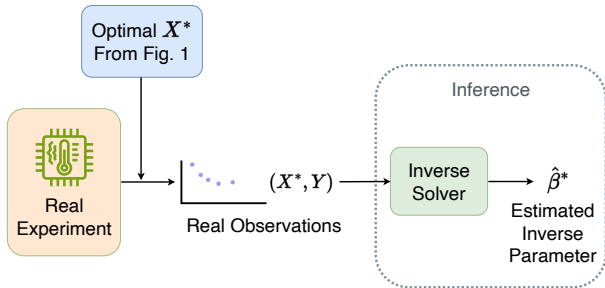 Optimal X*
From Fig. 1
Inference
Real
Experiment
(X*, Y)
Real Observations
Inverse
Solver
β̂*
Estimated
Inverse
Parameter